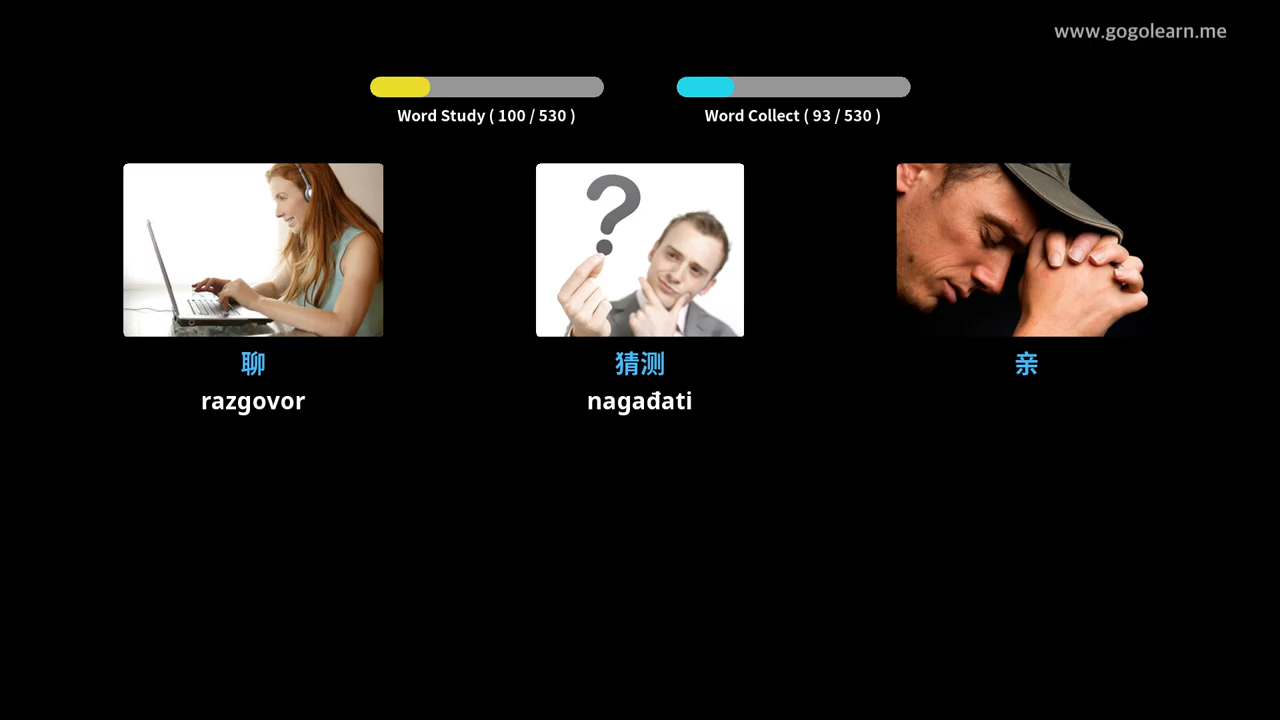 www.gogolearn.me
Word Study ( 100 / 530 )
Word Collect ( 93 / 530 )
聊
猜测
亲
razgovor
nagađati